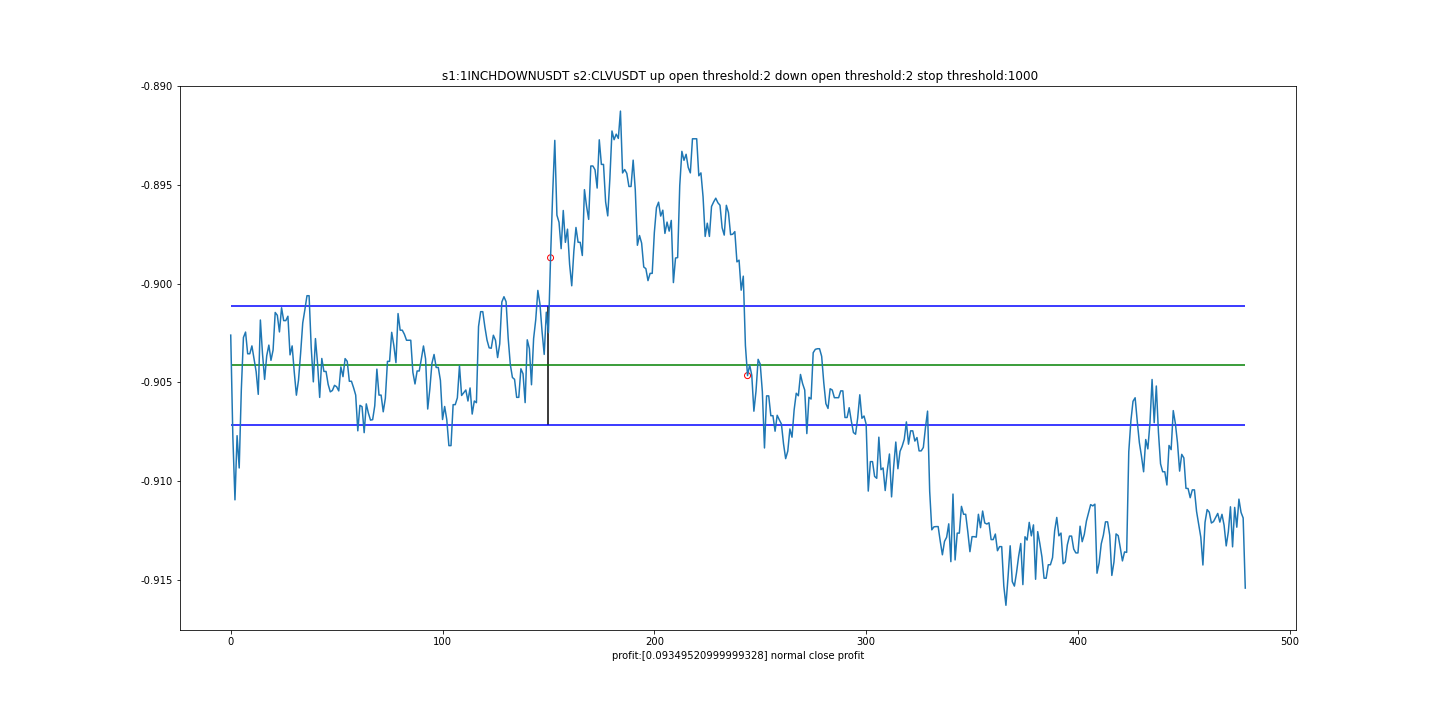 s1:1INCHDOWNUSDT s2:CLVUSDT up open threshold:2 down open threshold:2 stop threshold:1000
-0.890
-0.895
-0.900
-0.905
-0.910
-0.915
0 100 200 300 400 500
profit:[0.09349520999999328] normal close profit